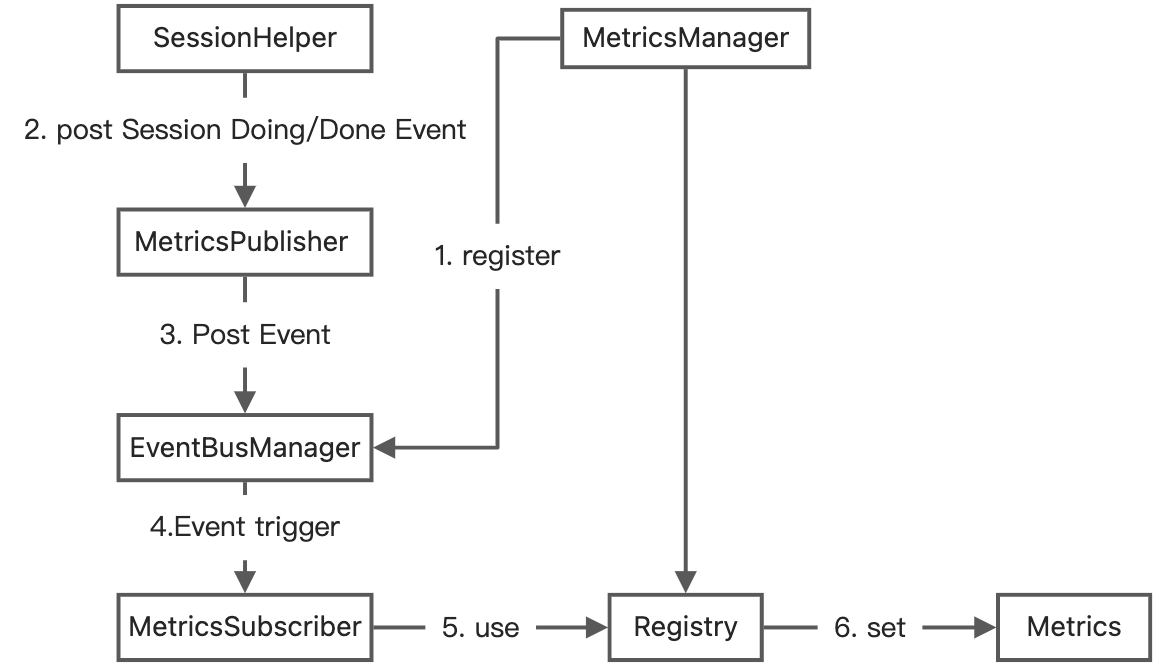 SessionHelper
MetricsManager
2. post Session Doing/Done Event
MetricsPublisher
1. register
3. Post Event
EventBusManager
4.Event trigger
MetricsSubscriber
5. use
Registry
6. set
Metrics